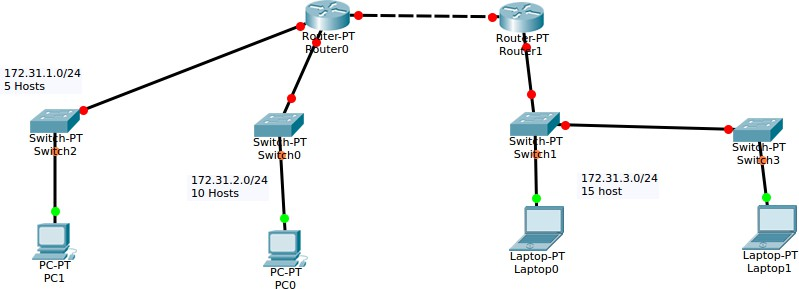 Router-PT
Router0
Router-PT
Router1
172.31.1.0/24
5 Hosts
Switch-PT
Switch2
Switch-PT
Switch0
Switch-PT
Switch1
Switch-PT
Switch3
172.31.2.0/24
10 Hosts
172.31.3.0/24
15 host
PC-PT
PC1
PC-PT
PC0
Laptop-PT
Laptop0
Laptop-PT
Laptop1